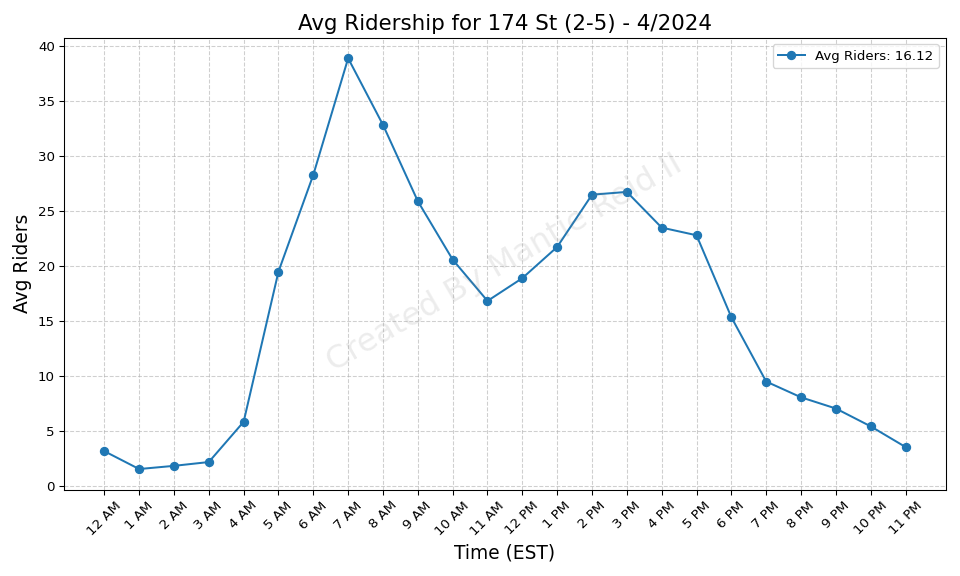 Avg Ridership for 174 St (2-5) - 4/2024
Avg Riders: 16.12
40
35
30
25
20
15
10
5
0
Avg Riders
Created By Mantic Reid II
12 AM
1 AM
2 AM
3 AM
4 AM
5 AM
6 AM
7 AM
8 AM
9 AM
10 AM
11 AM
12 PM
1 PM
2 PM
3 PM
4 PM
5 PM
6 PM
7 PM
8 PM
9 PM
10 PM
11 PM
Time (EST)